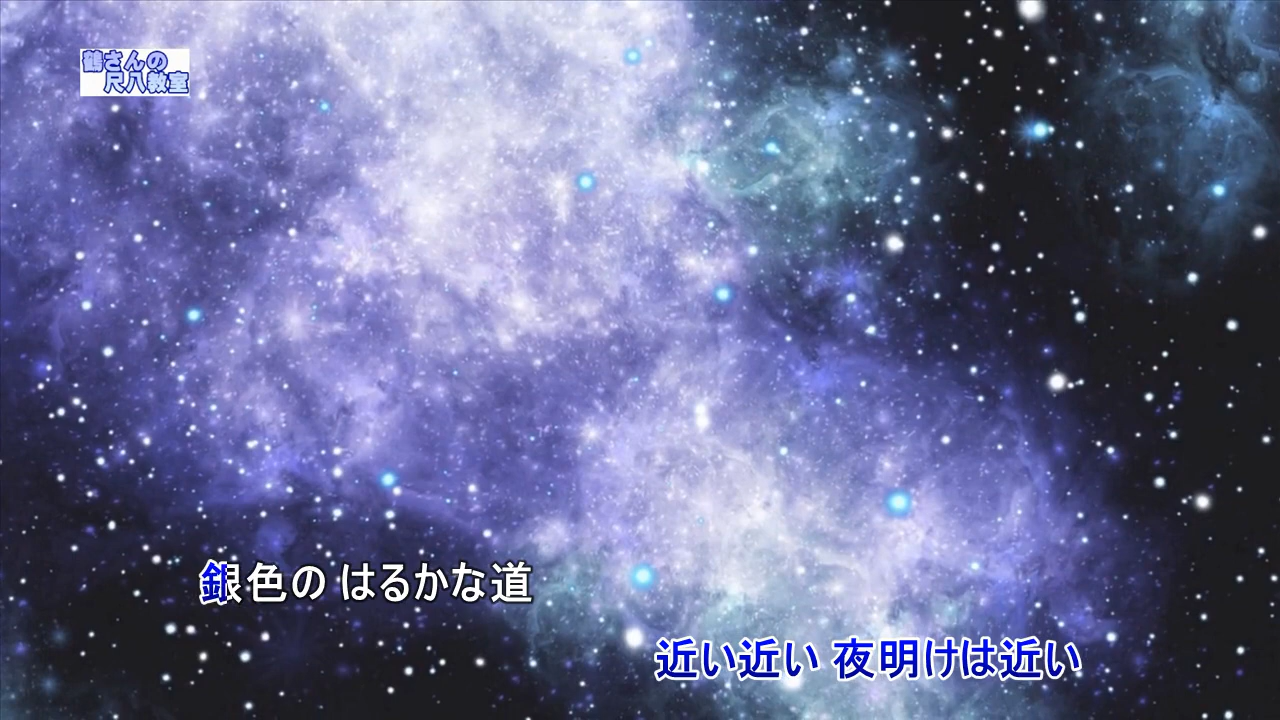 鶴さんの
尺八教室
銀色の はるかな道
近い近い 夜明けは近い